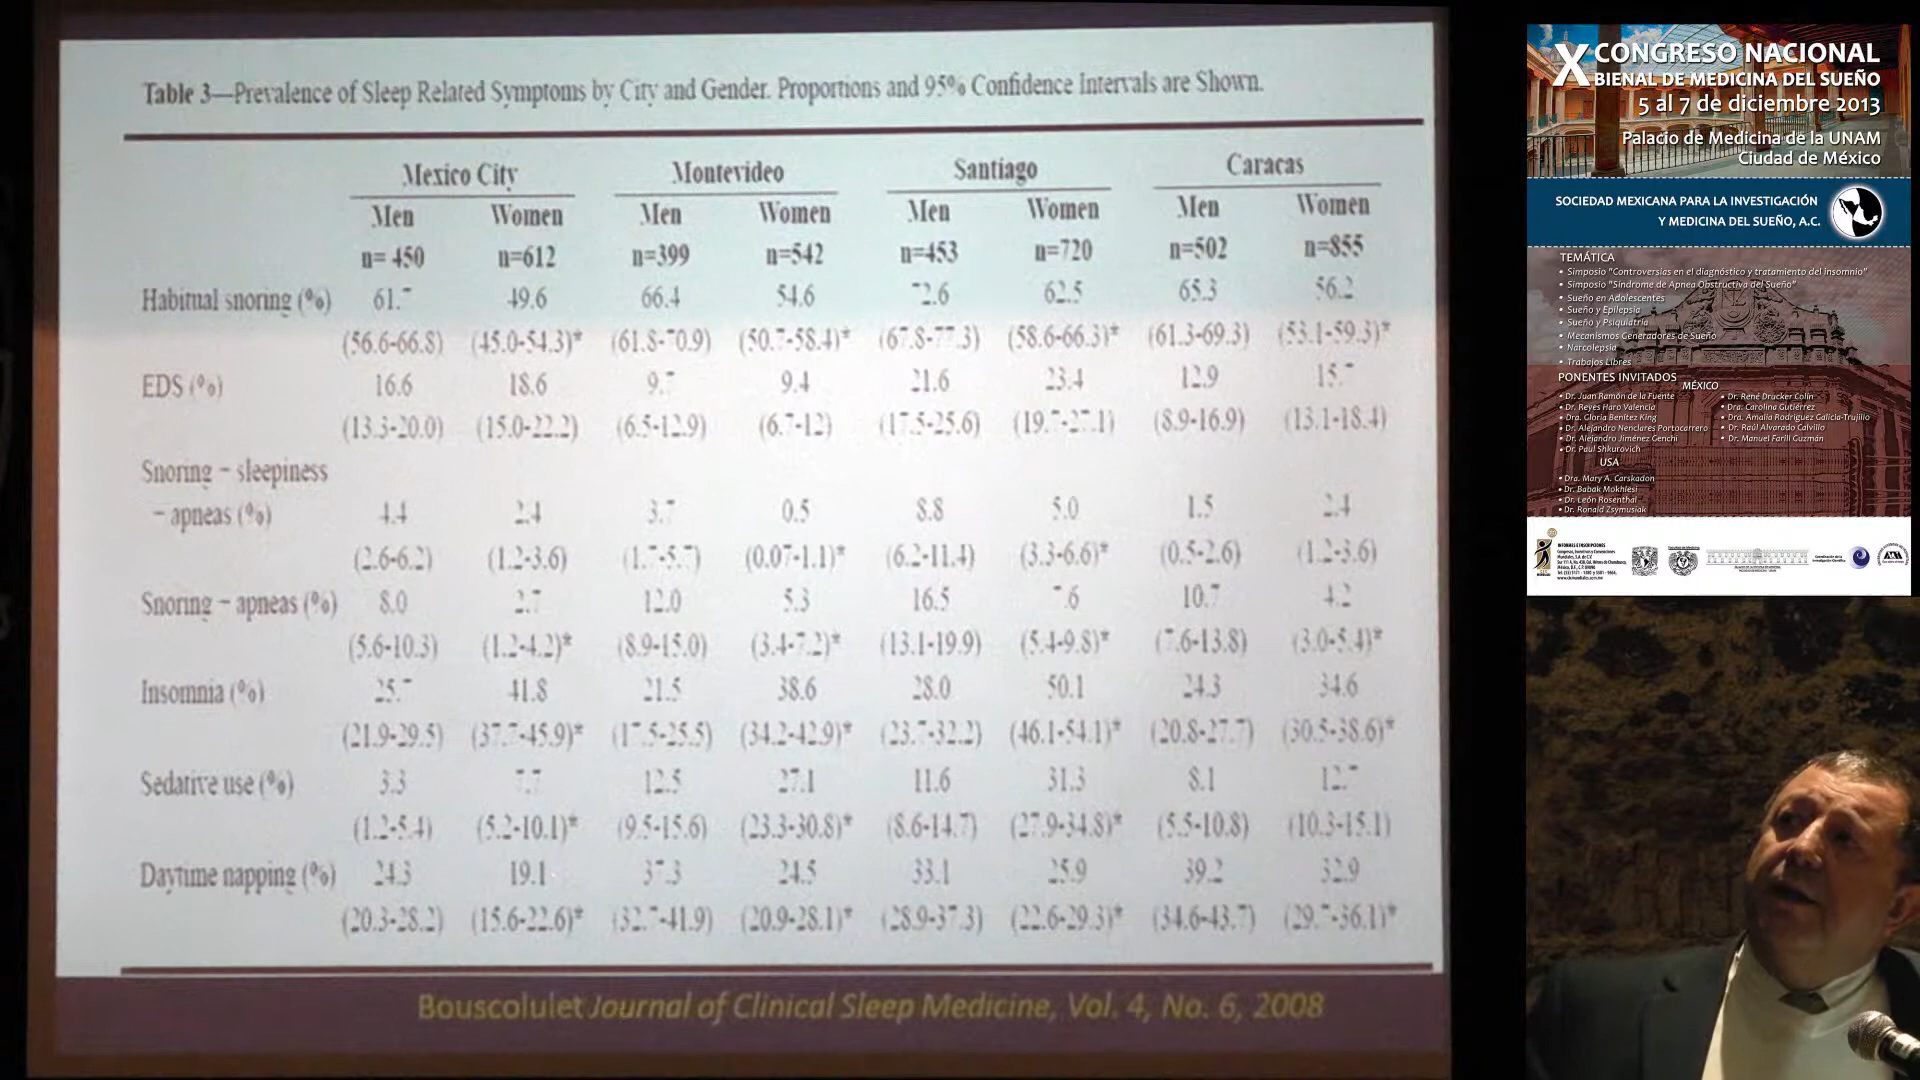 Table 3—Prevalence of Sleep Related Symptoms by City and Gender. Proportions and 95% Confidence Intervals are Shown.
Mexico City Montevideo Santiago Caracas
Men Women Men Women Men Women Men Women
n= 450 n=612 n=399 n=542 n=453 n=720 n=502 n=855
Habitual snoring (%) 61.7 49.6 66.4 54.6 72.6 62.5 65.3 56.2
(56.6-66.8) (45.0-54.3)* (61.8-70.9) (50.7-58.4)* (67.8-77.3) (58.6-66.3)* (61.3-69.3) (53.1-59.3)*
EDS (%) 16.6 18.6 9.7 9.4 21.6 23.4 12.9 15.7
(13.3-20.0) (15.0-22.2) (6.5-12.9) (6.7-12) (17.5-25.6) (19.7-27.1) (8.9-16.9) (13.1-18.4)
Snoring – sleepiness
– apneas (%) 4.4 2.4 3.7 0.5 8.8 5.0 1.5 2.4
(2.6-6.2) (1.2-3.6) (1.7-5.7) (0.07-1.1)* (6.2-11.4) (3.3-6.6)* (0.5-2.6) (1.2-3.6)
Snoring – apneas (%) 8.0 2.7 12.0 5.3 16.5 7.6 10.7 4.2
(5.6-10.3) (1.2-4.2)* (8.9-15.0) (3.4-7.2)* (13.1-19.9) (5.4-9.8)* (7.6-13.8) (3.0-5.4)*
Insomnia (%) 25.7 41.8 21.5 38.6 28.0 50.1 24.3 34.6
(21.9-29.5) (37.7-45.9)* (17.5-25.5) (34.2-42.9)* (23.7-32.2) (46.1-54.1)* (20.8-27.7) (30.5-38.6)*
Sedative use (%) 3.3 7.7 12.5 27.1 11.6 31.3 8.1 12.7
(1.2-5.4) (5.2-10.1)* (9.5-15.6) (23.3-30.8)* (8.6-14.7) (27.9-34.8)* (5.5-10.8) (10.3-15.1)
Daytime napping (%) 24.3 19.1 37.3 24.5 33.1 25.9 39.2 32.9
(20.3-28.2) (15.6-22.6)* (32.7-41.9) (20.9-28.1)* (28.9-37.3) (22.6-29.3)* (34.6-43.7) (29.7-36.1)*
Bouscolulet Journal of Clinical Sleep Medicine, Vol. 4, No. 6, 2008
X CONGRESO NACIONAL
BIENAL DE MEDICINA DEL SUEÑO
5 al 7 de diciembre 2013
Palacio de Medicina de la UNAM
Ciudad de México
SOCIEDAD MEXICANA PARA LA INVESTIGACIÓN
Y MEDICINA DEL SUEÑO, A.C.
TEMÁTICA
• Simposio "Controversias en el diagnóstico y tratamiento del insomnio"
• Simposio "Síndrome de Apnea Obstructiva del Sueño"
• Sueño en Adolescentes
• Sueño y Epilepsia
• Sueño y Psiquiatría
• Mecanismos Generadores de Sueño
• Narcolepsia
• Trabajos Libres
PONENTES INVITADOS
MÉXICO
• Dr. Juan Ramón de la Fuente
• Dr. Reyes Haro Valencia
• Dra. Gloria Benítez King
• Dr. Alejandro Nenclares Portocarrero
• Dr. Alejandro Jiménez Genchi
• Dr. Paul Shkurovich
• Dr. René Drucker Colín
• Dra. Carolina Gutiérrez
• Dra. Amalia Rodríguez Galicia-Trujillo
• Dr. Raúl Alvarado Calvillo
• Dr. Manuel Farill Guzmán
USA
• Dra. Mary A. Carskadon
• Dr. Babak Mokhlesi
• Dr. León Rosenthal
• Dr. Ronald Zsymusiak
INFORMES E INSCRIPCIONES